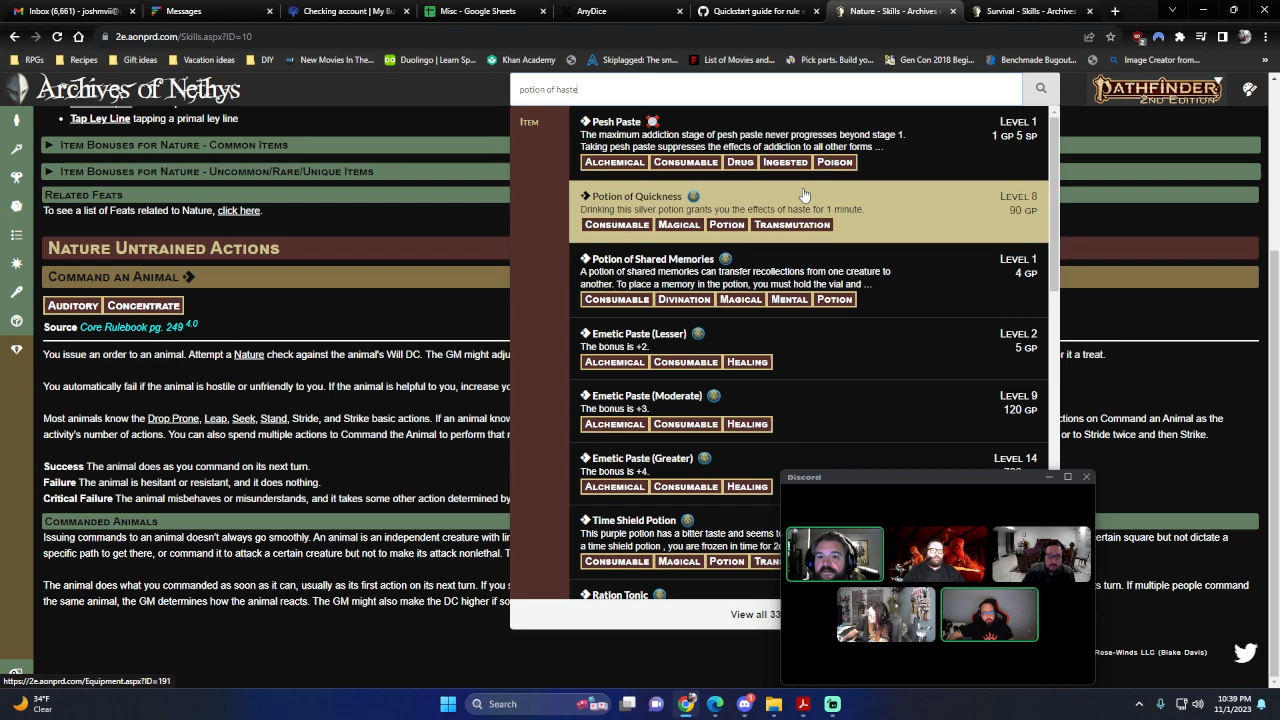 Inbox (6,661) - joshmvii@
Messages
Checking account | My Bu
Misc - Google Sheets
AnyDice
Quickstart for rule
Nature - Skills - Archives
Survival - Skills - Archives
2e.aonprd.com/Skills.aspx?ID=10
RPGs
Recipes
Gift ideas
Vacation ideas
DIY
New Movies In The...
Duolingo | Learn Sp...
Khan Academy
Skiplagged: The sm...
List of Movies and...
Pick parts. Build yo...
Gen Con 2018 Begi...
Benchmade Bugout...
Image Creator from...
Archives of Nethys
potion of haste
PATHFINDER
2ND EDITION
Tap Ley Line trapping a primal key line
ITEM BONUSES FOR NATURE - COMMON ITEMS
ITEM BONUSES FOR NATURE - UNCOMMON/RARE/UNIQUE ITEMS
RELATED FEATS
To see a list of Feats related to Nature, click here.
NATURE UNTRAINED ACTIONS
COMMAND AN ANIMAL
AUDITORY CONCENTRATE
Source Core Rulebook pg. 249 4.0
You issue an order to an animal. Attempt a Nature check against the animal's Will DC. The GM might adju
You automatically fail if the animal is hostile or unfriendly to you. If the animal is helpful to you, increase y
Most animals know the Drop Prone, Leap, Seek, Stand, Stride, and Strike basic actions. If an animal know
ctions on Command an Animal as the
activity's number of actions. You can also spend multiple actions to Command the Animal to perform that r
or to Stride twice and then Strike.
Success The animal does as you command on its next turn.
Failure The animal is hesitant or resistant, and it does nothing.
Critical Failure The animal misbehaves or misunderstands, and it takes some other action determined by
COMMANDED ANIMALS
Issuing commands to an animal doesn't always go smoothly. An animal is an independent creature with lim
certain square but not dictate a
specific path to get there, or command it to attack a certain creature but not to make its attack nonlethal. T
The animal does what you commanded as soon as it can, usually as its first action on its next turn. If you s
ts turn. If multiple people command
the same animal, the GM determines how the animal reacts. The GM might also make the DC higher if so
ITEM
Pesh Paste
LEVEL 1
The maximum addiction stage of pesh paste never progresses beyond stage 1.
1 GP 5 SP
Taking pesh paste suppresses the effects of addiction to all other forms ...
ALCHEMICAL CONSUMABLE DRUG INGESTED POISON
Potion of Quickness
LEVEL 8
Drinking this silver potion grants you the effects of haste for 1 minute.
90 GP
CONSUMABLE MAGICAL POTION TRANSMUTATION
Potion of Shared Memories
LEVEL 1
A potion of shared memories can transfer recollections from one creature to
4 GP
another. To place a memory in the potion, you must hold the vial and ...
CONSUMABLE DIVINATION MAGICAL MENTAL POTION
Emetic Paste (Lesser)
LEVEL 2
The bonus is +2.
5 GP
ALCHEMICAL CONSUMABLE HEALING
Emetic Paste (Moderate)
LEVEL 9
The bonus is +3.
120 GP
ALCHEMICAL CONSUMABLE HEALING
Emetic Paste (Greater)
LEVEL 14
The bonus is +4.
ALCHEMICAL CONSUMABLE HEALING
Time Shield Potion
This purple potion has a bitter taste and seems to
a time shield potion , you are frozen in time for 2d
CONSUMABLE MAGICAL POTION TRAN
Ration Tonic
View all 33
Discord
Rose-Winds LLC (Blake Davis)
https://2e.aonprd.com/Equipment.aspx?ID=191
34°F
Clear
Search
10:39 PM
11/1/2023